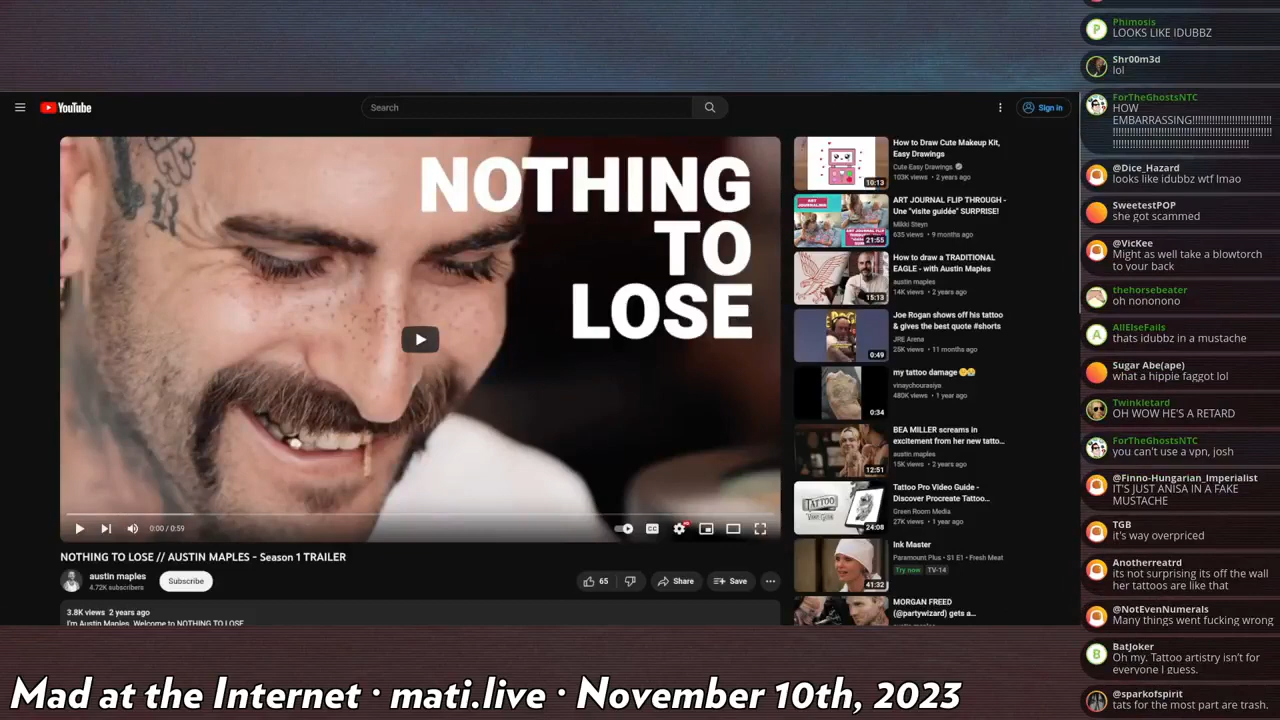 YouTube
Search
Sign in
NOTHING
TO
LOSE
0:00 / 0:59
CC
NOTHING TO LOSE // AUSTIN MAPLES - Season 1 TRAILER
austin maples
4.72K subscribers
Subscribe
65
Share
Save
3.8K views 2 years ago
I'm Austin Maples. Welcome to NOTHING TO LOSE
10:13
How to Draw Cute Makeup Kit,
Easy Drawings
Cute Easy Drawings
103K views • 2 years ago
21:55
ART JOURNAL FLIP THROUGH -
Une "visite guidée" SURPRISE!
Mikki Steyn
635 views • 9 months ago
15:13
How to draw a TRADITIONAL
EAGLE - with Austin Maples
austin maples
14K views • 2 years ago
0:49
Joe Rogan shows off his tattoo
& gives the best quote #shorts
JRE Arena
25K views • 11 months ago
0:34
my tattoo damage 😬😭
vinaychourasiya
480K views • 1 year ago
12:51
BEA MILLER screams in
excitement from her new tatto...
austin maples
15K views • 2 years ago
TATTOO
24:08
Tattoo Pro Video Guide -
Discover Procreate Tattoo...
Green Room Media
27K views • 1 year ago
41:32
Ink Master
Paramount Plus • S1 E1 • Fresh Meat
Try now TV-14
MORGAN FREED
(@partywizard) gets a...
Phimosis
LOOKS LIKE IDUBBZ
Shr00m3d
lol
ForTheGhostsNTC
HOW
EMBARRASSING!!!!!!!!!!!!!!!!!!!!!!!!
!!!!!!!!!!!!!!!!!!!!!!!!!!!!!!!!!!!!!!!!!!!!!!!!
!!!!!!!!!!!!!!!!!!!!!!!!!!!!!!!!!!!!!!!!!
@Dice_Hazard
looks like idubbz wtf lmao
SweetestPOP
she got scammed
@VicKee
Might as well take a blowtorch
to your back
thehorsebeater
oh nononono
AllElseFails
thats idubbz in a mustache
Sugar Abe(ape)
what a hippie faggot lol
Twinkletard
OH WOW HE'S A RETARD
ForTheGhostsNTC
you can't use a vpn, josh
@Finno-Hungarian_Imperialist
IT'S JUST ANISA IN A FAKE
MUSTACHE
TGB
it's way overpriced
Anotherreatrd
its not surprising its off the wall
her tattoos are like that
@NotEvenNumerals
Many things went fucking wrong
BatJoker
Oh my. Tattoo artistry isn't for
everyone I guess.
@sparkofspirit
tats for the most part are trash.
Mad at the Internet · mati.live · November 10th, 2023